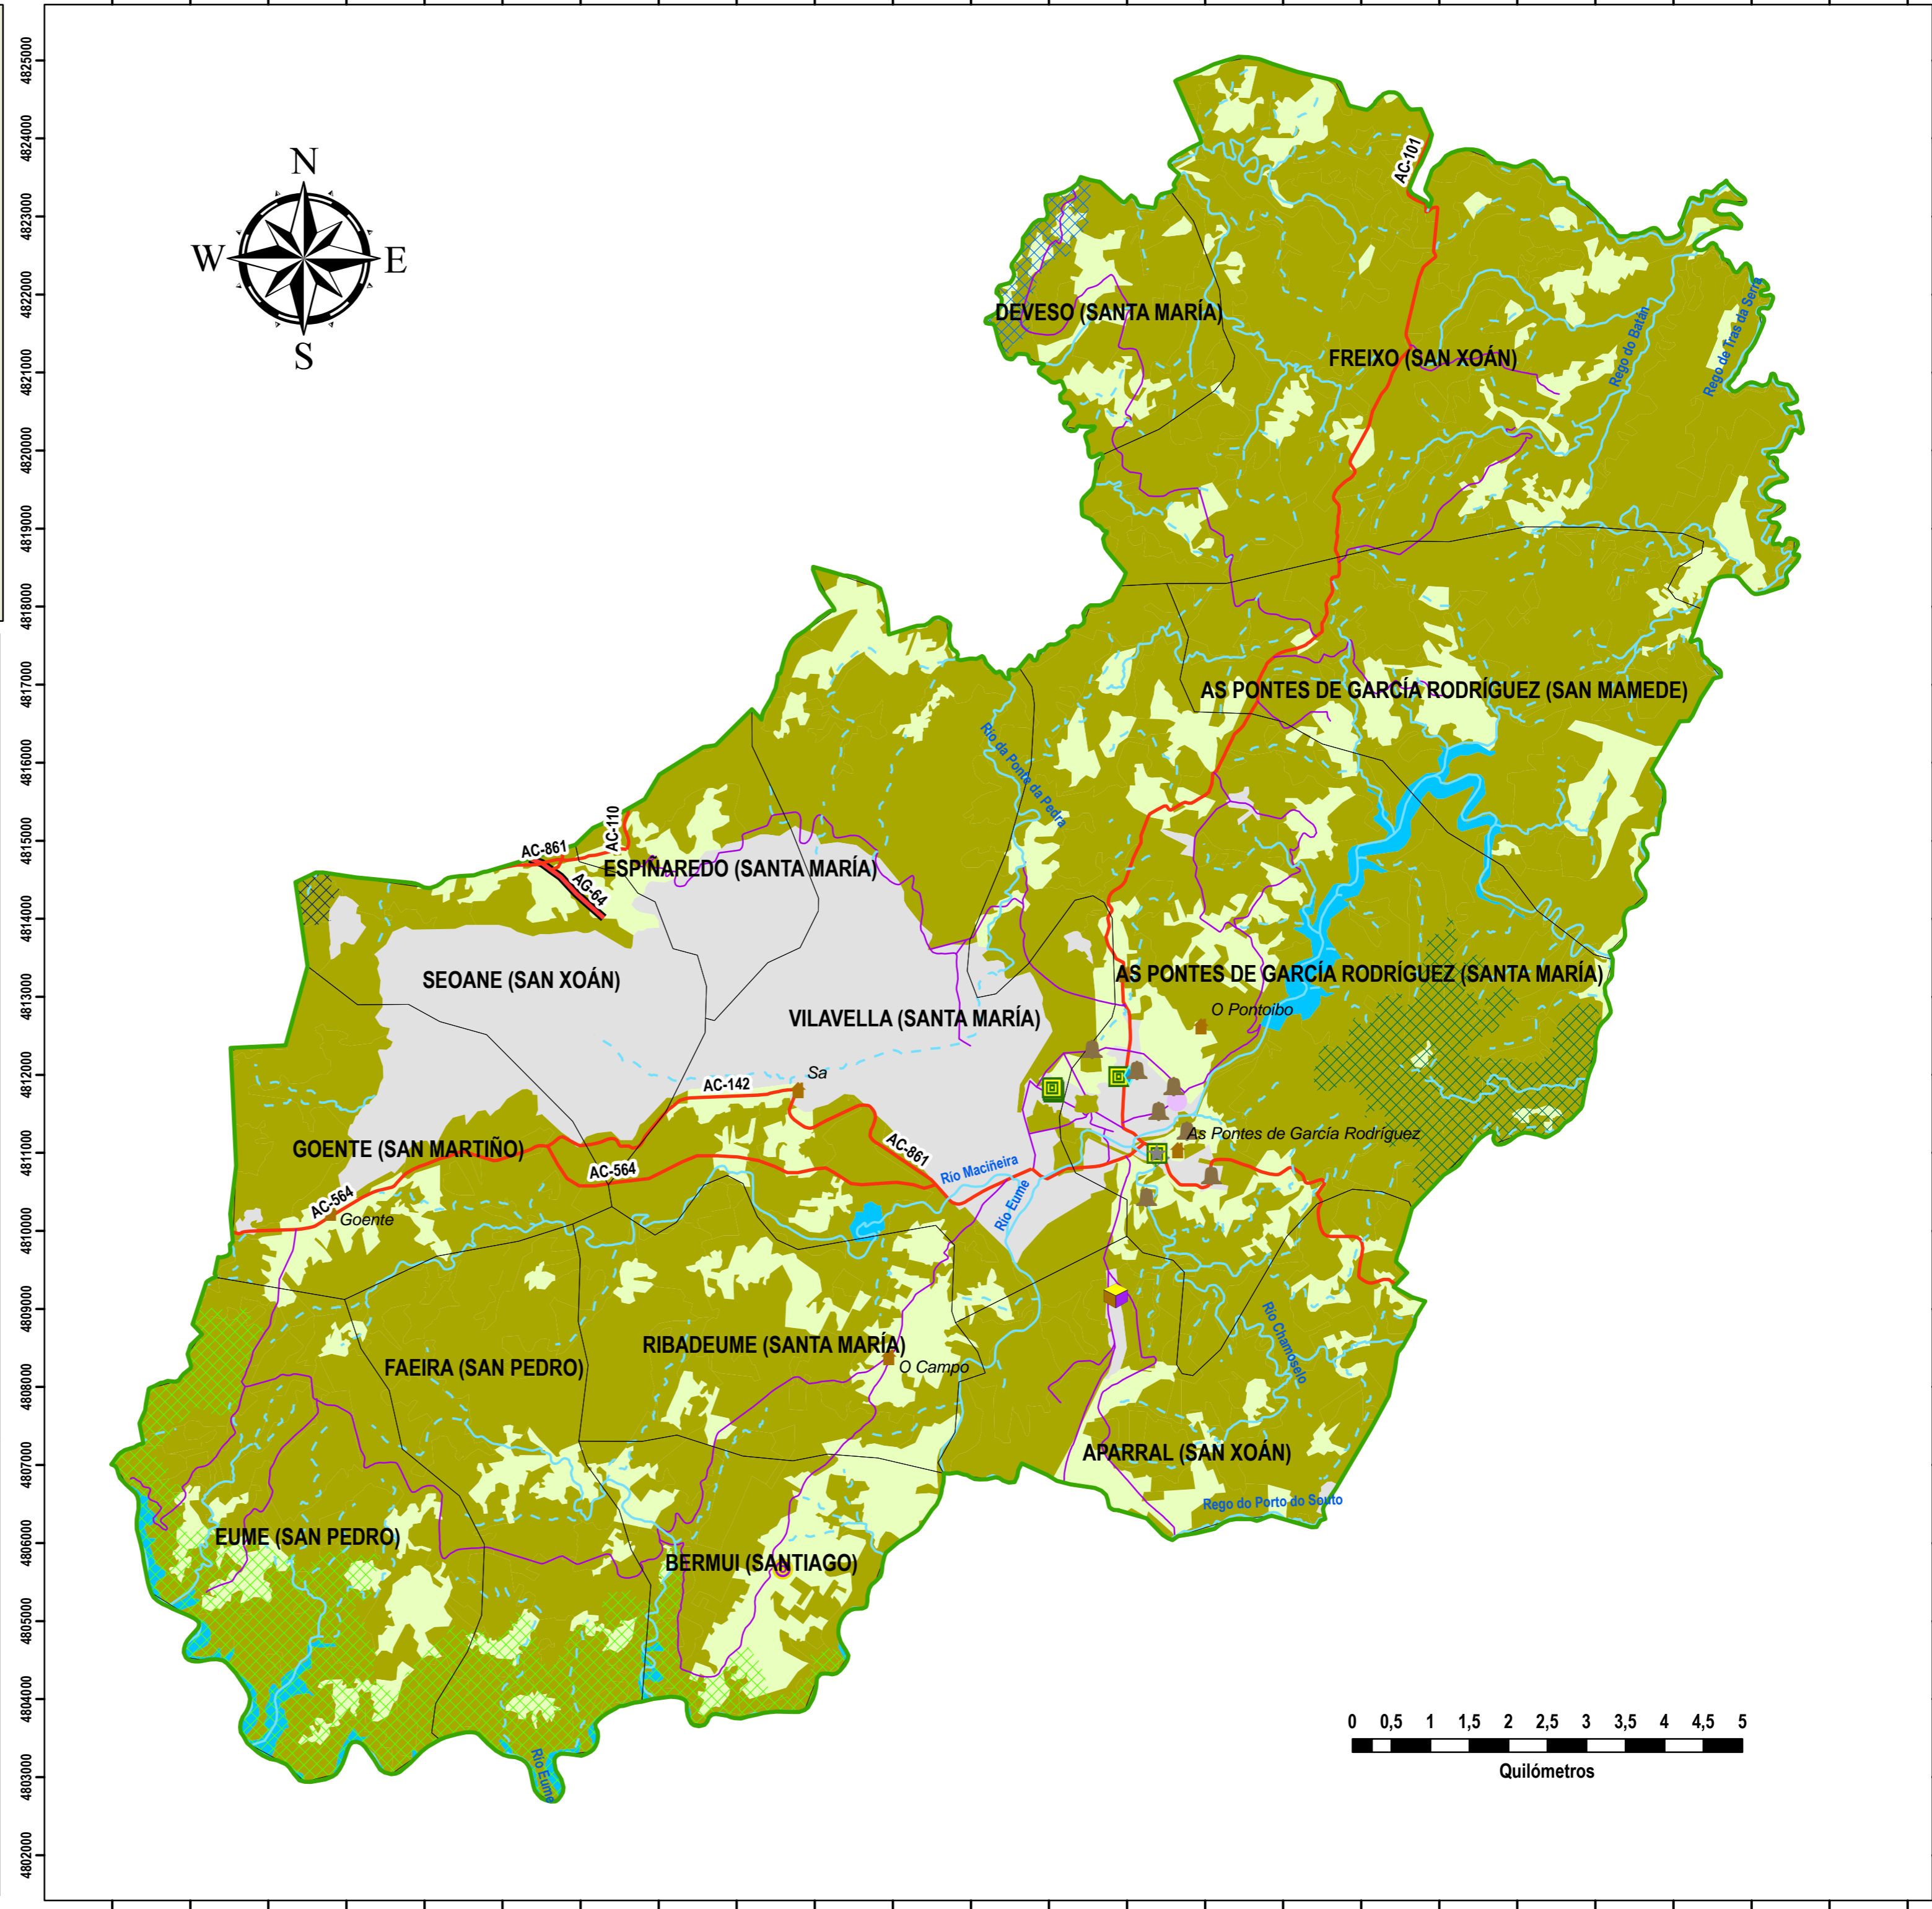 4825000
4824000
4823000
4822000
4821000
4820000
4819000
4818000
4817000
4816000
4815000
4814000
4813000
4812000
4811000
4810000
4809000
4808000
4807000
4806000
4805000
4804000
4803000
4802000
N
W
E
S
AC-101
DEVESO (SANTA MARÍA)
FREIXO (SAN XOÁN)
Rego do Batán
Rego de Tras da Serra
AS PONTES DE GARCÍA RODRÍGUEZ (SAN MAMEDE)
Río da Ponte da Pedra
AC-110
AC-861
ESPIÑAREDO (SANTA MARÍA)
AG-64
SEOANE (SAN XOÁN)
AS PONTES DE GARCÍA RODRÍGUEZ (SANTA MARÍA)
O Pontoibo
VILAVELLA (SANTA MARÍA)
Sa
AC-142
As Pontes de García Rodríguez
GOENTE (SAN MARTIÑO)
AC-861
AC-564
Río Maciñeira
AC-564
Río Eume
Goente
Río Chamoselo
RIBADEUME (SANTA MARÍA)
FAEIRA (SAN PEDRO)
O Campo
APARRAL (SAN XOÁN)
Rego do Porto do Souto
EUME (SAN PEDRO)
BERMUI (SANTIAGO)
Río Eume
0 0,5 1 1,5 2 2,5 3 3,5 4 4,5 5
Quilómetros